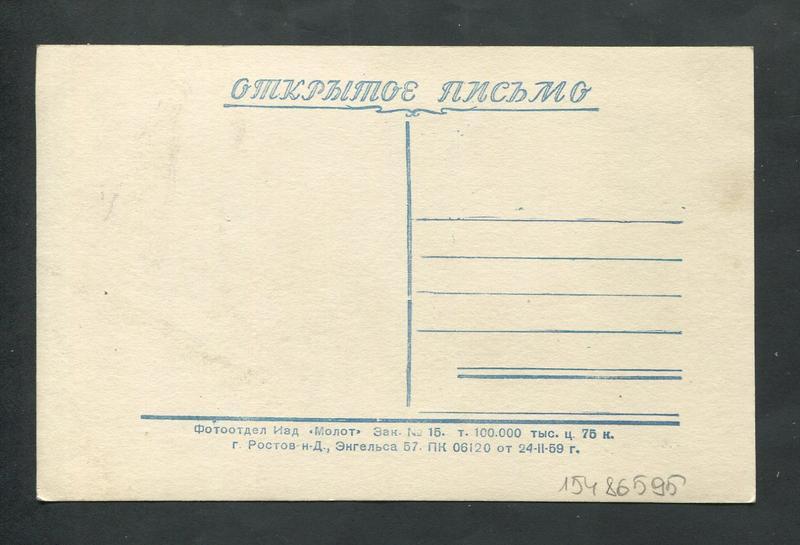 ОТКРЫТОЕ ПИСЬМО
Фотоотдел Изд «Молот» Зак. № 15. т. 100.000 тыс. ц. 75 к.
г. Ростов-н-Д., Энгельса 57. ПК 06120 от 24-II-59 г.
15486595